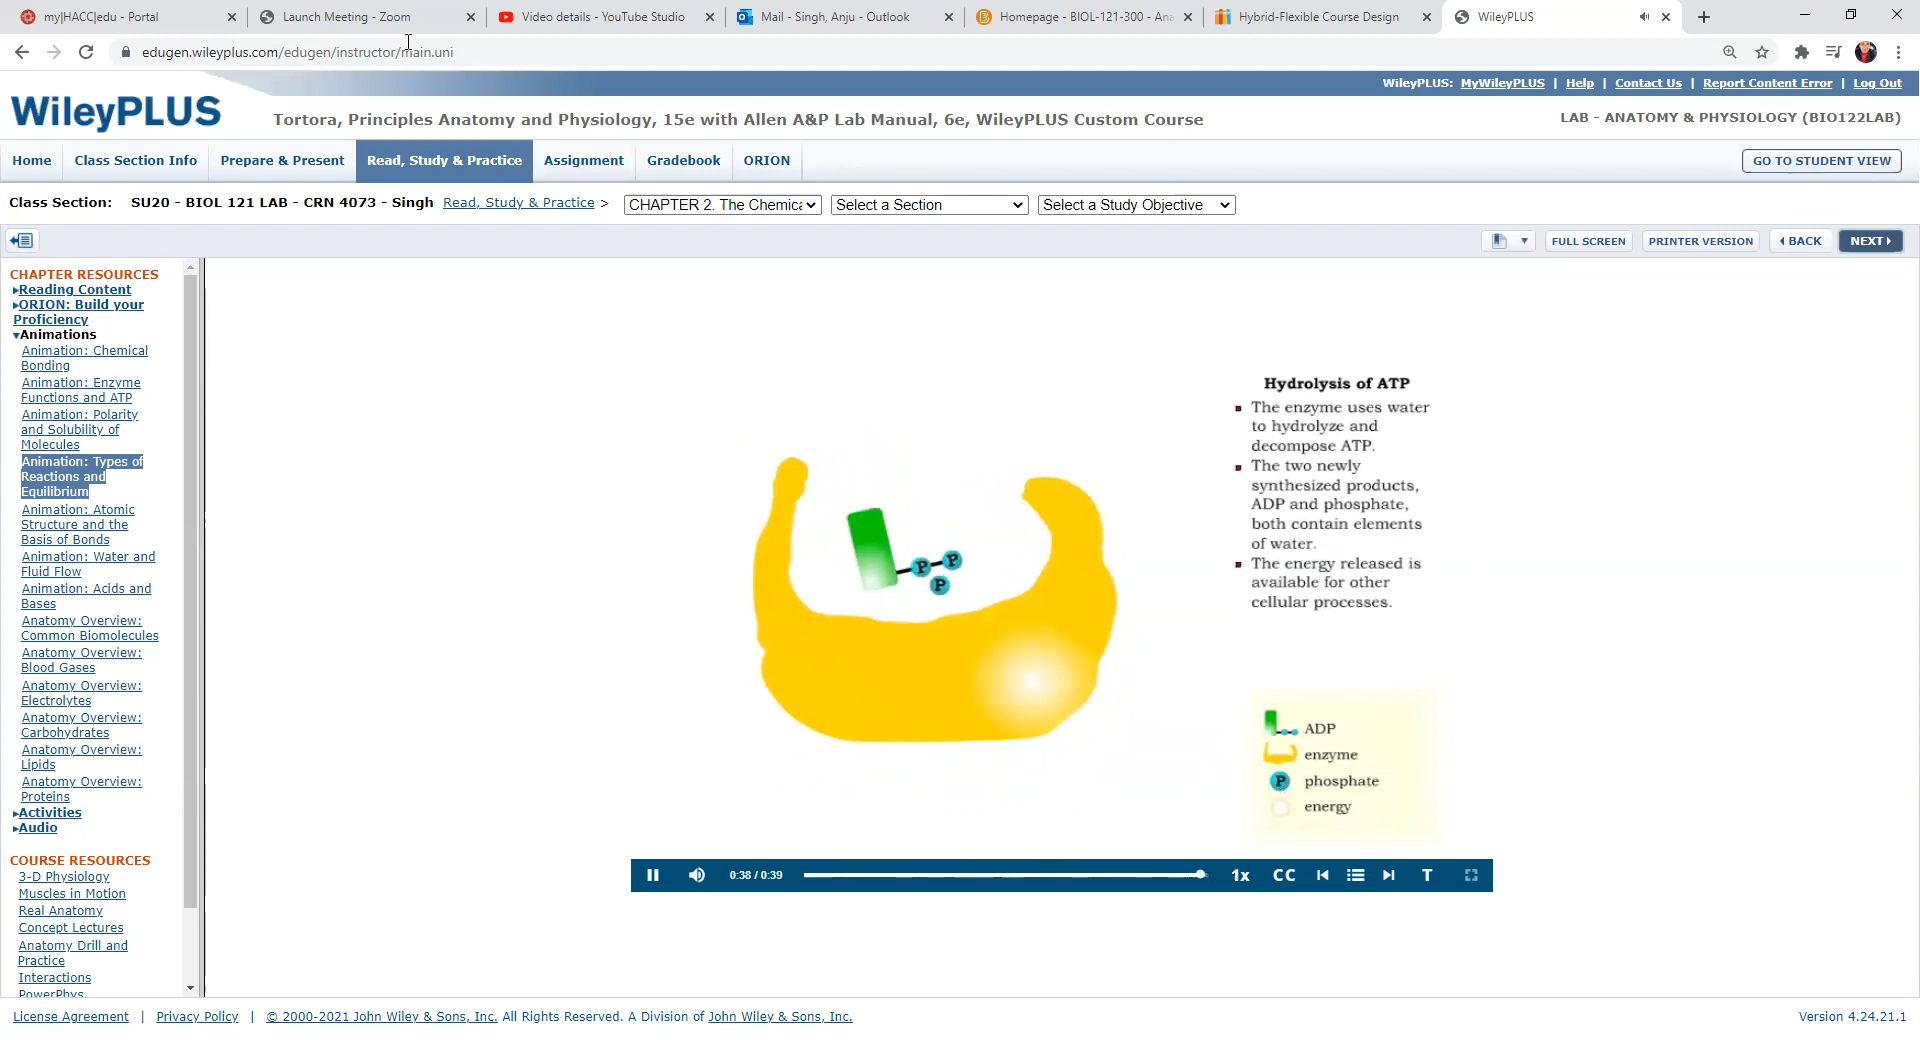 my|HACC|edu - Portal
Launch Meeting - Zoom
Video details - YouTube Studio
Mail - Singh, Anju - Outlook
Homepage - BIOL-121-300 - Ana
Hybrid-Flexible Course Design
WileyPLUS
edugen.wileyplus.com/edugen/instructor/main.uni
WileyPLUS: MyWileyPLUS | Help | Contact Us | Report Content Error | Log Out
WileyPLUS
Tortora, Principles Anatomy and Physiology, 15e with Allen A&P Lab Manual, 6e, WileyPLUS Custom Course
LAB - ANATOMY & PHYSIOLOGY (BIO122LAB)
Home
Class Section Info
Prepare & Present
Read, Study & Practice
Assignment
Gradebook
ORION
GO TO STUDENT VIEW
Class Section: SU20 - BIOL 121 LAB - CRN 4073 - Singh Read, Study & Practice >
CHAPTER 2. The Chemica
Select a Section
Select a Study Objective
FULL SCREEN
PRINTER VERSION
BACK
NEXT
CHAPTER RESOURCES
Reading Content
ORION: Build your
Proficiency
Animations
Animation: Chemical
Bonding
Animation: Enzyme
Functions and ATP
Animation: Polarity
and Solubility of
Molecules
Animation: Types of
Reactions and
Equilibrium
Animation: Atomic
Structure and the
Basis of Bonds
Animation: Water and
Fluid Flow
Animation: Acids and
Bases
Anatomy Overview:
Common Biomolecules
Anatomy Overview:
Blood Gases
Anatomy Overview:
Electrolytes
Anatomy Overview:
Carbohydrates
Anatomy Overview:
Lipids
Anatomy Overview:
Proteins
Activities
Audio
COURSE RESOURCES
3-D Physiology
Muscles in Motion
Real Anatomy
Concept Lectures
Anatomy Drill and
Practice
Interactions
PowerPhys
P P
P
Hydrolysis of ATP
The enzyme uses water
to hydrolyze and
decompose ATP.
The two newly
synthesized products,
ADP and phosphate,
both contain elements
of water.
The energy released is
available for other
cellular processes.
ADP
enzyme
P phosphate
energy
0:38 / 0:39
1x
CC
T
License Agreement | Privacy Policy | © 2000-2021 John Wiley & Sons, Inc. All Rights Reserved. A Division of John Wiley & Sons, Inc.
Version 4.24.21.1